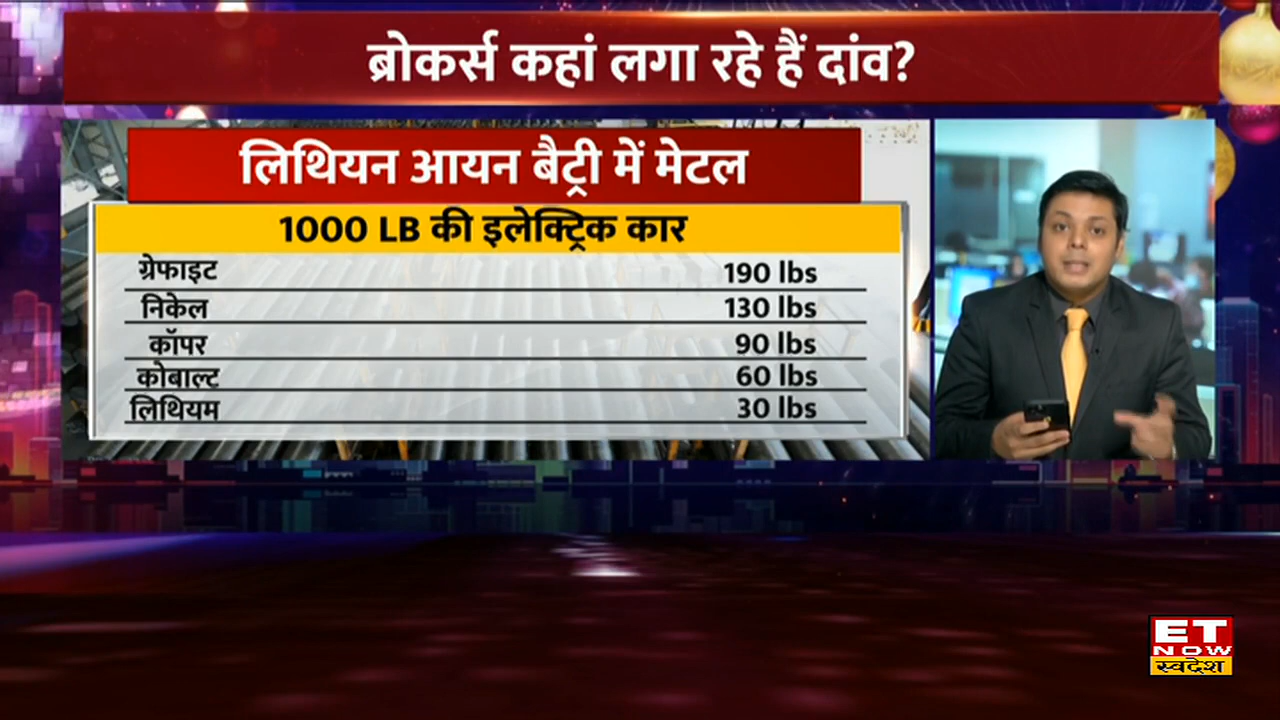 ब्रोकर्स कहां लगा रहे हैं दांव?
लिथियन आयन बैट्री में मेटल
1000 LB की इलेक्ट्रिक कार
ग्रेफाइट 190 lbs
निकेल 130 lbs
कॉपर 90 lbs
कोबाल्ट 60 lbs
लिथियम 30 lbs
ET
NOW
स्वदेश